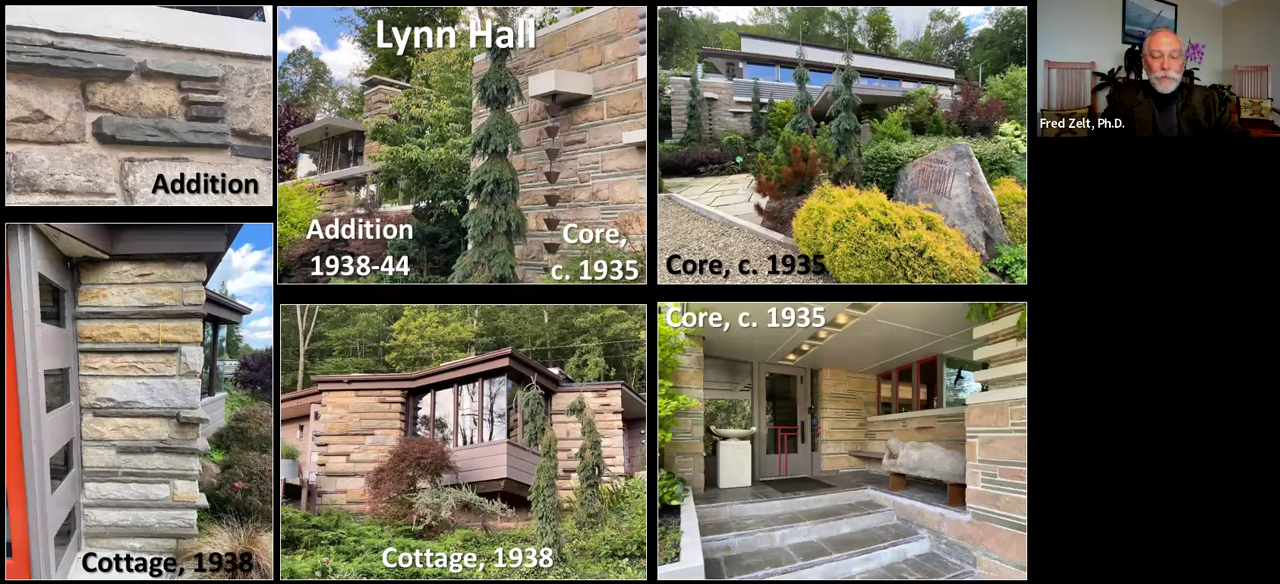 Lynn Hall
Addition
Addition
1938-44
Core,
c. 1935
Core, c. 1935
Fred Zelt, Ph.D.
Cottage, 1938
Cottage, 1938
Core, c. 1935